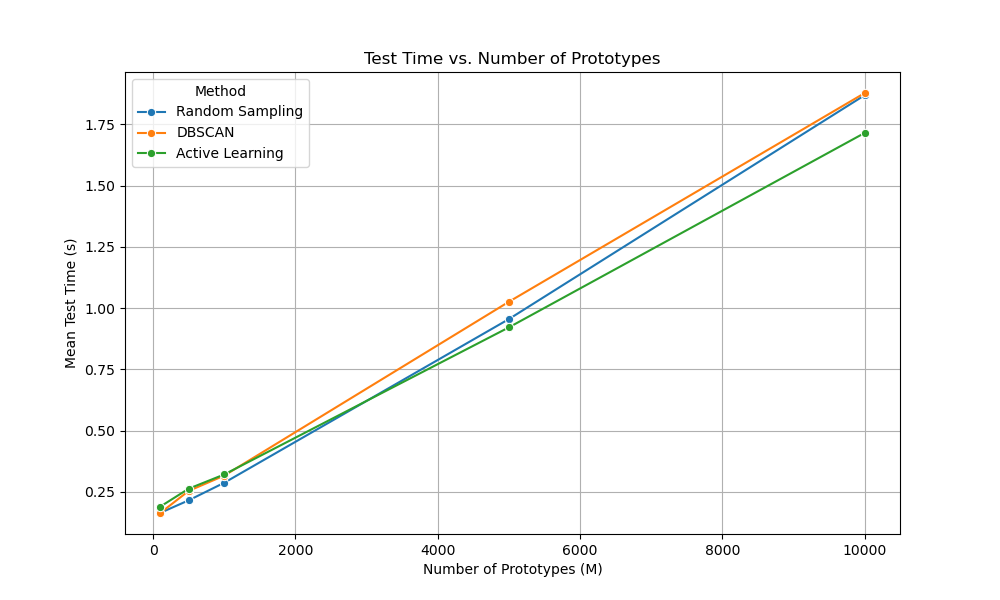 Test Time vs. Number of Prototypes
Method
Random Sampling
DBSCAN
Active Learning
Mean Test Time (s)
1.75
1.50
1.25
1.00
0.75
0.50
0.25
0 2000 4000 6000 8000 10000
Number of Prototypes (M)